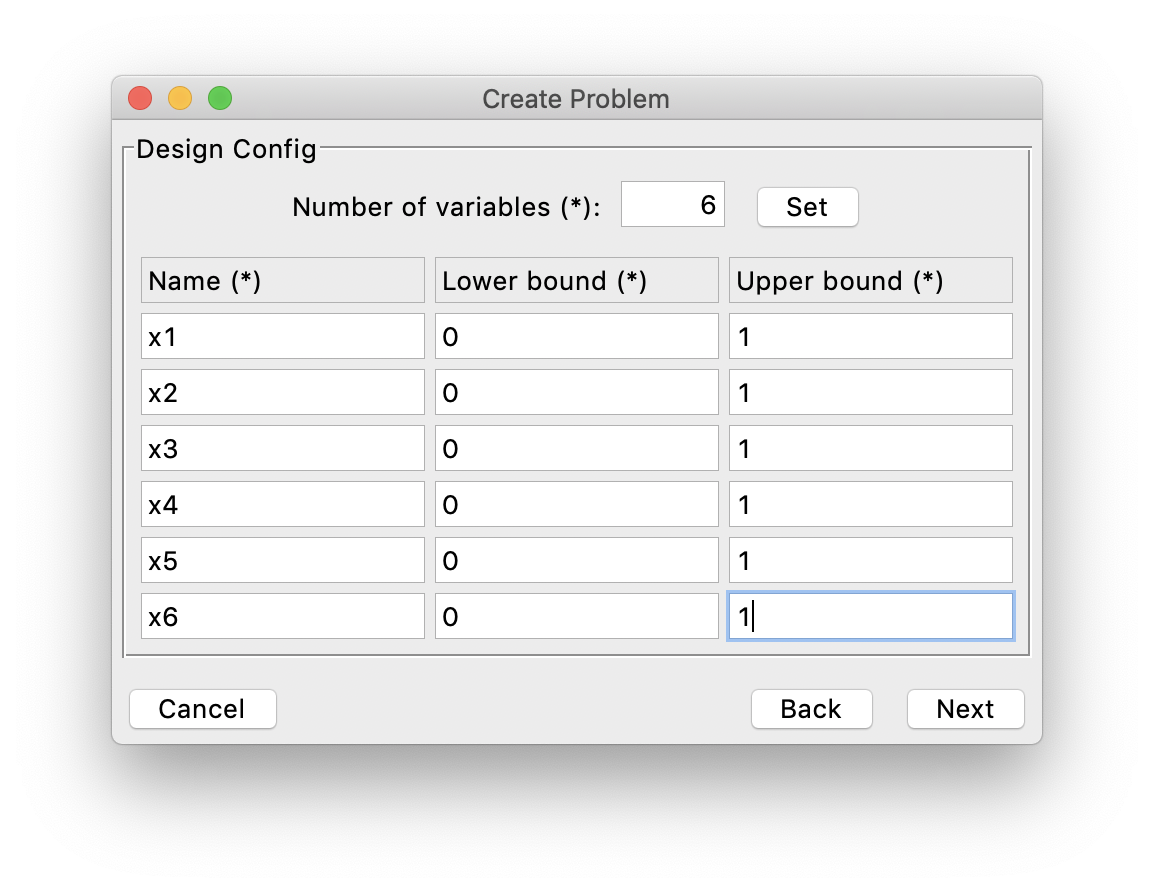 Create Problem
Design Config
Number of variables (*): 6 Set
Name (*) Lower bound (*) Upper bound (*)
x1 0 1
x2 0 1
x3 0 1
x4 0 1
x5 0 1
x6 0 1
Cancel Back Next